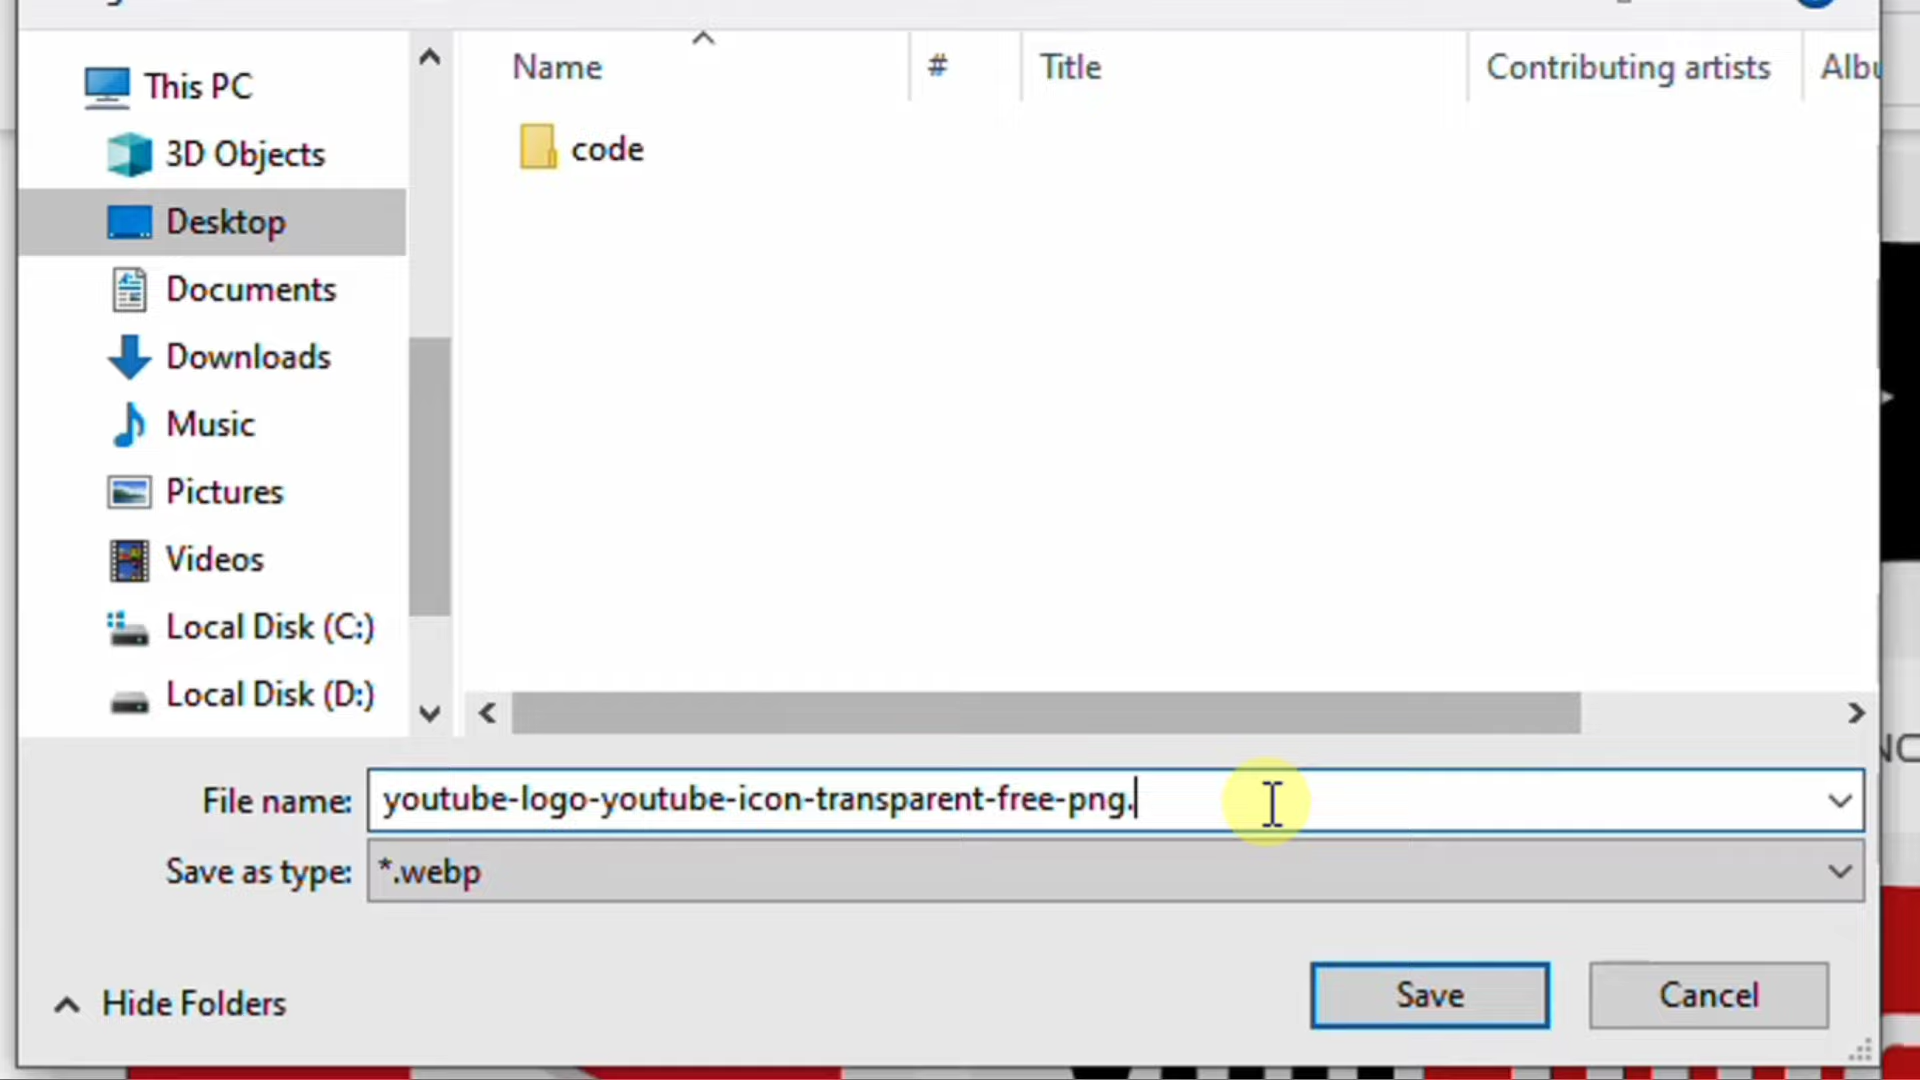 Name
#
Title
Contributing artists
This PC
code
3D Objects
Desktop
Documents
Downloads
Music
Pictures
Videos
Local Disk (C:)
Local Disk (D:)
File name: youtube-logo-youtube-icon-transparent-free-png.
Save as type: *.webp
Hide Folders
Save
Cancel